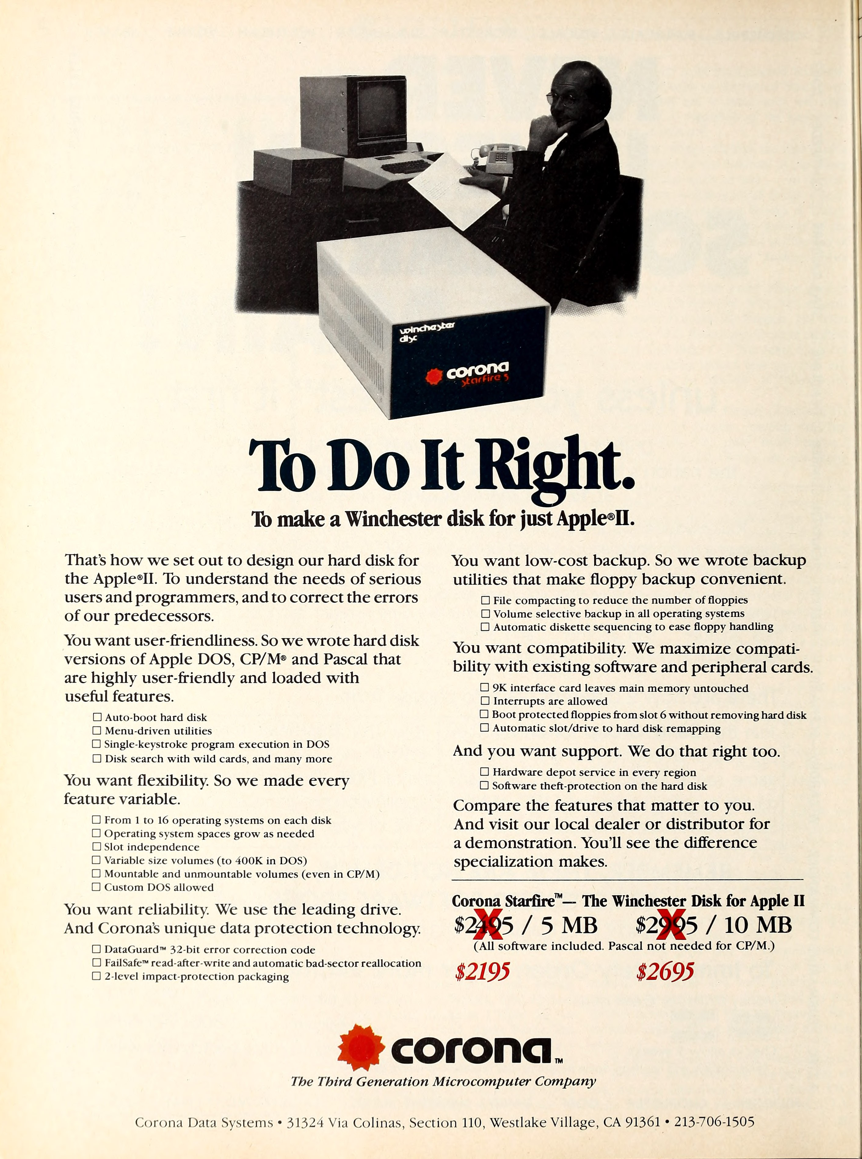 winchester
disc
corona
starfire 5
To Do It Right.
To make a Winchester disk for just Apple®II.
That's how we set out to design our hard disk for
the Apple®II. To understand the needs of serious
users and programmers, and to correct the errors
of our predecessors.
You want user-friendliness. So we wrote hard disk
versions of Apple DOS, CP/M® and Pascal that
are highly user-friendly and loaded with
useful features.
☐ Auto-boot hard disk
☐ Menu-driven utilities
☐ Single-keystroke program execution in DOS
☐ Disk search with wild cards, and many more
You want flexibility. So we made every
feature variable.
☐ From 1 to 16 operating systems on each disk
☐ Operating system spaces grow as needed
☐ Slot independence
☐ Variable size volumes (to 400K in DOS)
☐ Mountable and unmountable volumes (even in CP/M)
☐ Custom DOS allowed
You want reliability. We use the leading drive.
And Corona's unique data protection technology.
☐ DataGuard™ 32-bit error correction code
☐ FailSafe™ read-after-write and automatic bad-sector reallocation
☐ 2-level impact-protection packaging
You want low-cost backup. So we wrote backup
utilities that make floppy backup convenient.
☐ File compacting to reduce the number of floppies
☐ Volume selective backup in all operating systems
☐ Automatic diskette sequencing to ease floppy handling
You want compatibility. We maximize compati-
bility with existing software and peripheral cards.
☐ 9K interface card leaves main memory untouched
☐ Interrupts are allowed
☐ Boot protected floppies from slot 6 without removing hard disk
☐ Automatic slot/drive to hard disk remapping
And you want support. We do that right too.
☐ Hardware depot service in every region
☐ Software theft-protection on the hard disk
Compare the features that matter to you.
And visit our local dealer or distributor for
a demonstration. You'll see the difference
specialization makes.
Corona Starfire™— The Winchester Disk for Apple II
$2495 / 5 MB $2995 / 10 MB
(All software included. Pascal not needed for CP/M.)
$2195 $2695
corona™
The Third Generation Microcomputer Company
Corona Data Systems • 31324 Via Colinas, Section 110, Westlake Village, CA 91361 • 213-706-1505